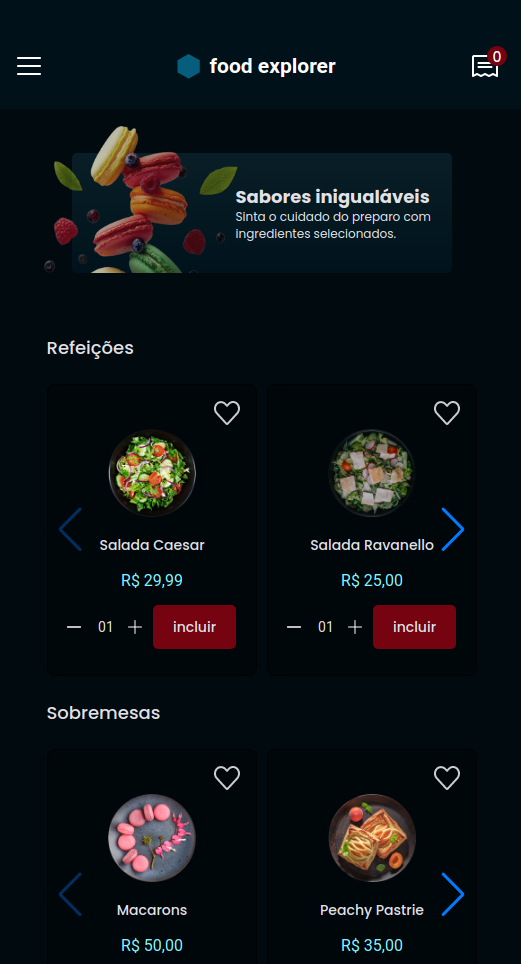 food explorer
0
Sabores inigualáveis
Sinta o cuidado do preparo com
ingredientes selecionados.
Refeições
Salada Caesar
R$ 29,99
01
incluir
Salada Ravanello
R$ 25,00
01
incluir
Sobremesas
Macarons
R$ 50,00
Peachy Pastrie
R$ 35,00